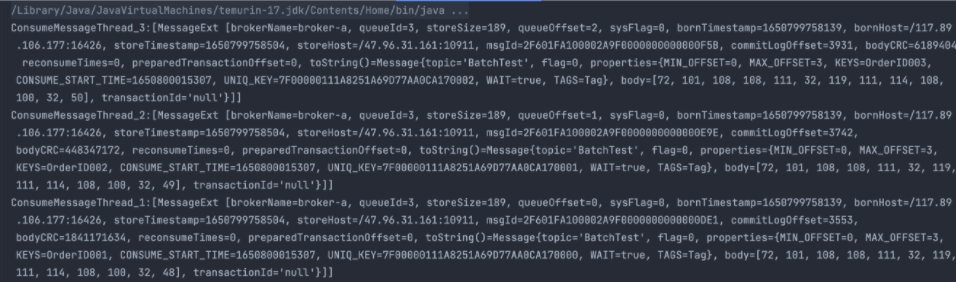 /Library/Java/JavaVirtualMachines/temurin-17.jdk/Contents/Home/bin/java ...
ConsumeMessageThread_3:[MessageExt [brokerName=broker-a, queueId=3, storeSize=189, queueOffset=2, sysFlag=0, bornTimestamp=1650799758139, bornHost=/117.89
.106.177:16426, storeTimestamp=1650799758504, storeHost=/47.96.31.161:10911, msgId=2F601FA100002A9F0000000000000F5B, commitLogOffset=3931, bodyCRC=6189404
reconsumeTimes=0, preparedTransactionOffset=0, toString()=Message{topic='BatchTest', flag=0, properties={MIN_OFFSET=0, MAX_OFFSET=3, KEYS=OrderID003,
CONSUME_START_TIME=1650800015307, UNIQ_KEY=7F00000111A8251A69D77AA0CA170002, WAIT=true, TAGS=Tag}, body=[72, 101, 108, 108, 111, 32, 119, 111, 114, 108,
100, 32, 50], transactionId='null'}]]
ConsumeMessageThread_2:[MessageExt [brokerName=broker-a, queueId=3, storeSize=189, queueOffset=1, sysFlag=0, bornTimestamp=1650799758139, bornHost=/117.89
.106.177:16426, storeTimestamp=1650799758504, storeHost=/47.96.31.161:10911, msgId=2F601FA100002A9F0000000000000E9E, commitLogOffset=3742,
bodyCRC=448347172, reconsumeTimes=0, preparedTransactionOffset=0, toString()=Message{topic='BatchTest', flag=0, properties={MIN_OFFSET=0, MAX_OFFSET=3,
KEYS=OrderID002, CONSUME_START_TIME=1650800015307, UNIQ_KEY=7F00000111A8251A69D77AA0CA170001, WAIT=true, TAGS=Tag}, body=[72, 101, 108, 108, 111, 32, 119,
111, 114, 108, 100, 32, 49], transactionId='null'}]]
ConsumeMessageThread_1:[MessageExt [brokerName=broker-a, queueId=3, storeSize=189, queueOffset=0, sysFlag=0, bornTimestamp=1650799758139, bornHost=/117.89
.106.177:16426, storeTimestamp=1650799758504, storeHost=/47.96.31.161:10911, msgId=2F601FA100002A9F0000000000000DE1, commitLogOffset=3553,
bodyCRC=1841171634, reconsumeTimes=0, preparedTransactionOffset=0, toString()=Message{topic='BatchTest', flag=0, properties={MIN_OFFSET=0, MAX_OFFSET=3,
KEYS=OrderID001, CONSUME_START_TIME=1650800015307, UNIQ_KEY=7F00000111A8251A69D77AA0CA170000, WAIT=true, TAGS=Tag}, body=[72, 101, 108, 108, 111, 32, 119,
111, 114, 108, 100, 32, 48], transactionId='null'}]]